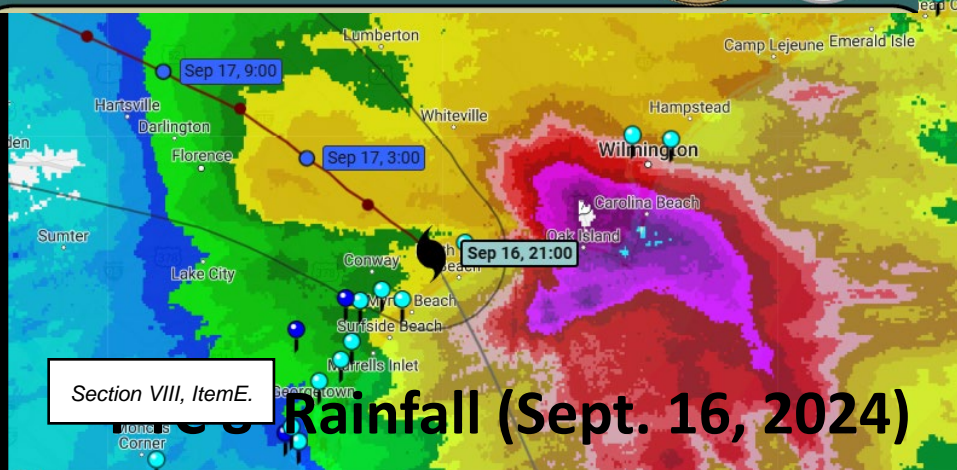 Lumberton
Camp Lejeune
Emerald Isle
Sep 17, 9:00
Hartsville
Hampstead
Whiteville
Darlington
Wilmington
Florence
Sep 17, 3:00
Carolina Beach
Sumter
Oak Island
Sep 16, 21:00
Conway
Beach
Lake City
Beach
Surfside Beach
Inlet
Section VIII, ItemE.
Rainfall (Sept. 16, 2024)
Corner